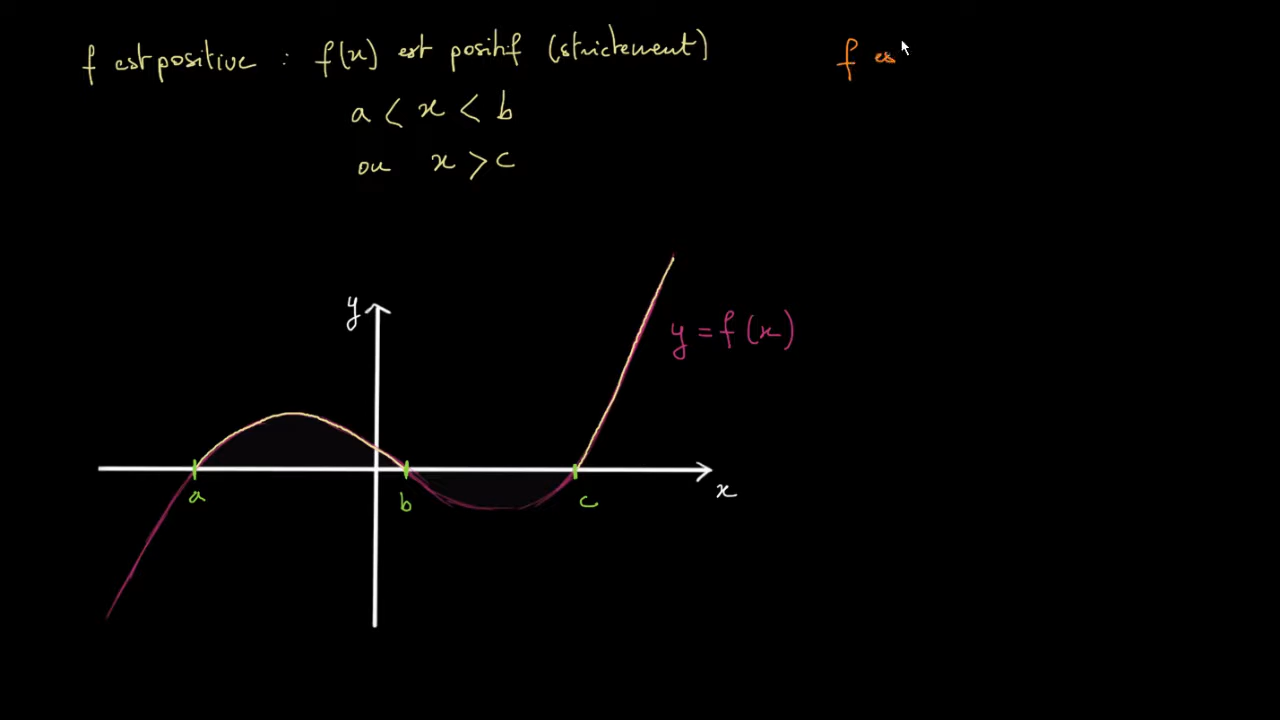 f est positive : f(x) est positif (strictement)
f es
a < x < b
ou x > c
y
y = f(x)
a
b
c
x